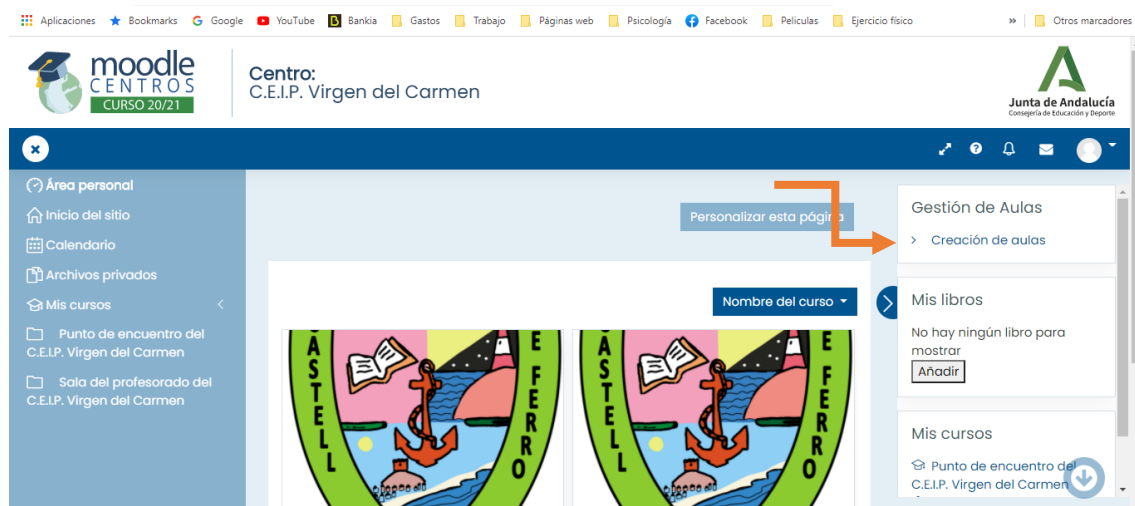 Aplicaciones Bookmarks Google YouTube Bankia Gastos Trabajo Páginas web Psicología Facebook Peliculas Ejercicio físico » Otros marcadores
moodle
CENTROS
CURSO 20/21
Centro:
C.E.I.P. Virgen del Carmen
Junta de Andalucía
Consejería de Educación y Deporte
Área personal
Inicio del sitio
Calendario
Archivos privados
Mis cursos
Punto de encuentro del
C.E.I.P. Virgen del Carmen
Sala del profesorado del
C.E.I.P. Virgen del Carmen
Personalizar esta página
Nombre del curso
CASTELL
E FERRO
CASTELL
E FERRO
Gestión de Aulas
Creación de aulas
Mis libros
No hay ningún libro para
mostrar
Añadir
Mis cursos
Punto de encuentro del
C.E.I.P. Virgen del Carmen